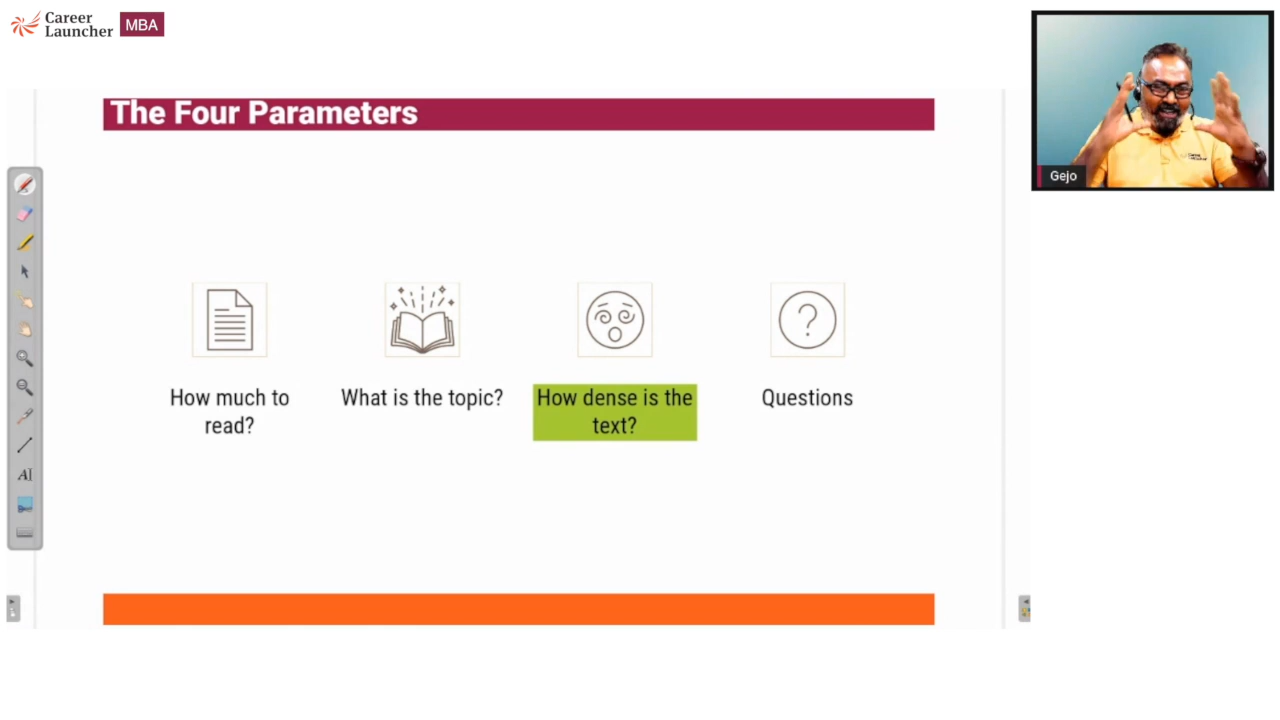 Career
Launcher
MBA
The Four Parameters
Gejo
How much to
read?
What is the topic?
How dense is the
text?
Questions
AI